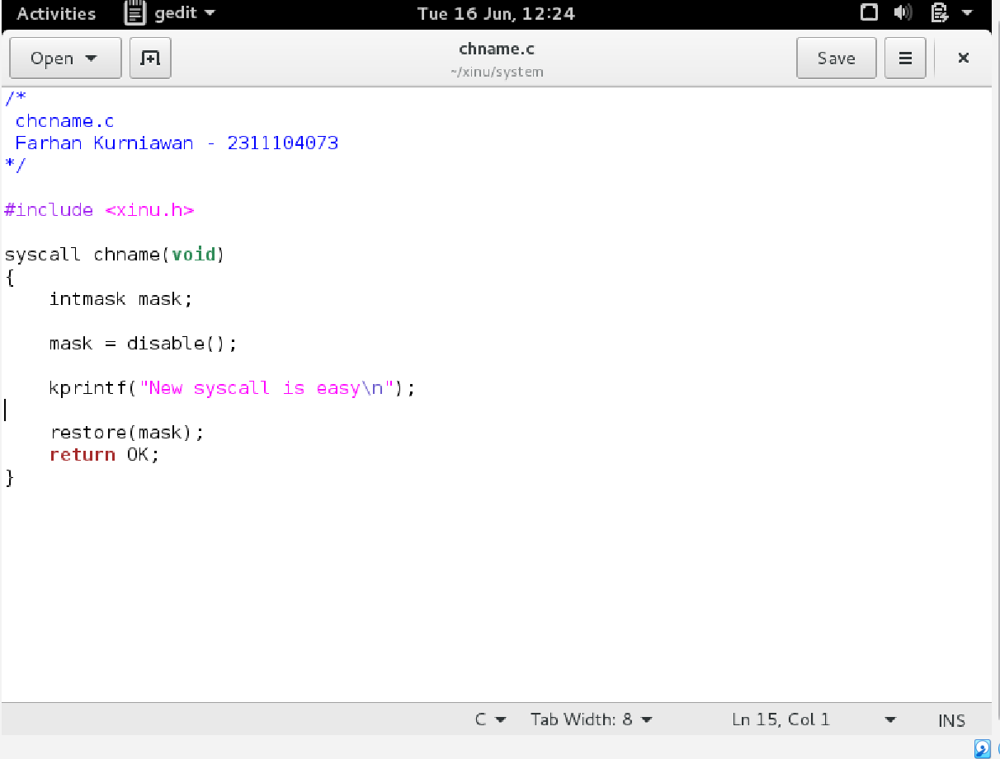 Activities gedit Tue 16 Jun, 12:24
Open chname.c Save
~/xinu/system
/*
chcname.c
Farhan Kurniawan - 2311104073
*/
#include <xinu.h>
syscall chname(void)
{
intmask mask;
mask = disable();
kprintf("New syscall is easy\n");
restore(mask);
return OK;
}
C Tab Width: 8 Ln 15, Col 1 INS